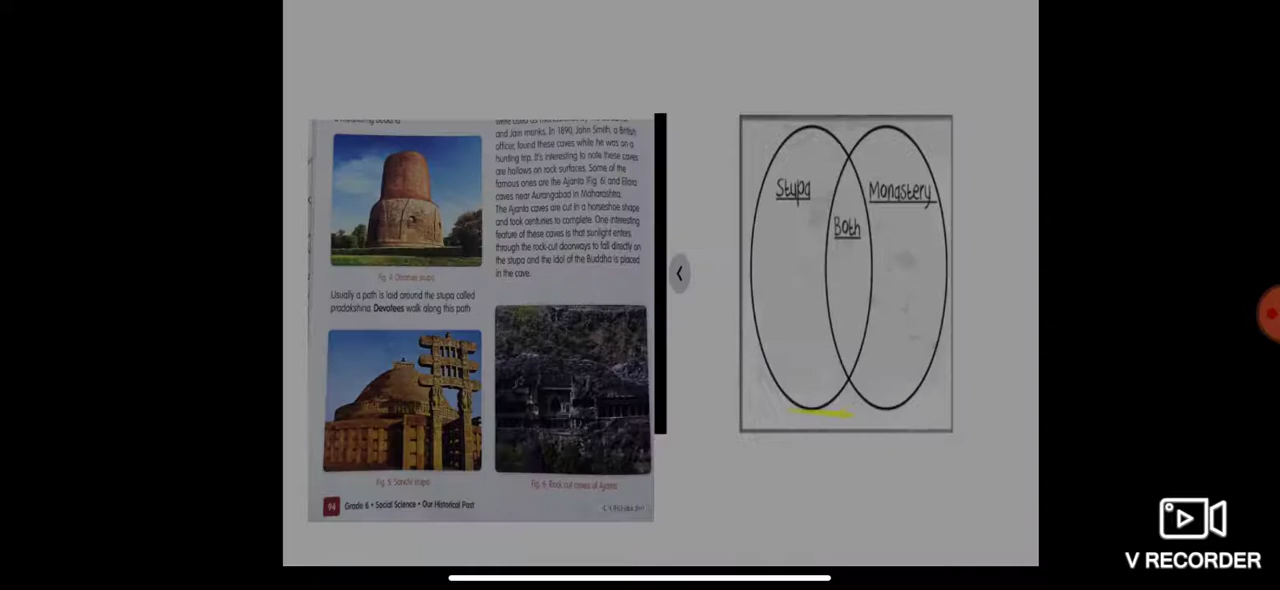 and Jain monks. In 1890, John Smith, a British
officer, found these caves while he was on a
hunting trip. It's interesting to note these caves
are hallows on rock surfaces. Some of the
famous ones are the Ajanta (Fig. 6) and Ellora
caves near Aurangabad in Maharashtra.
The Ajanta caves are cut in a horseshoe shape
and took centuries to complete. One interesting
feature of these caves is that sunlight enters
through the rock-cut doorways to fall directly on
the stupa and the idol of the Buddha is placed
in the cave.
Fig. 4 Dhamek stupa
Usually a path is laid around the stupa called
pradakshina. Devotees walk along this path
Fig. 5 Sanchi stupa
Fig. 6 Rock cut caves of Ajanta
94 Grade 6 • Social Science • Our Historical Past
Stupa
Monastery
Both
V RECORDER